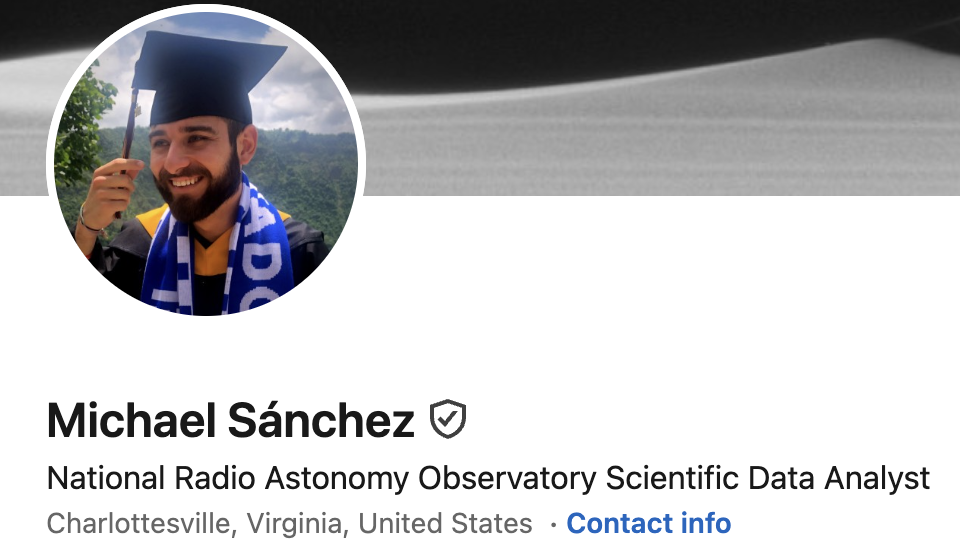 Michael Sánchez
National Radio Astonomy Observatory Scientific Data Analyst
Charlottesville, Virginia, United States · Contact info